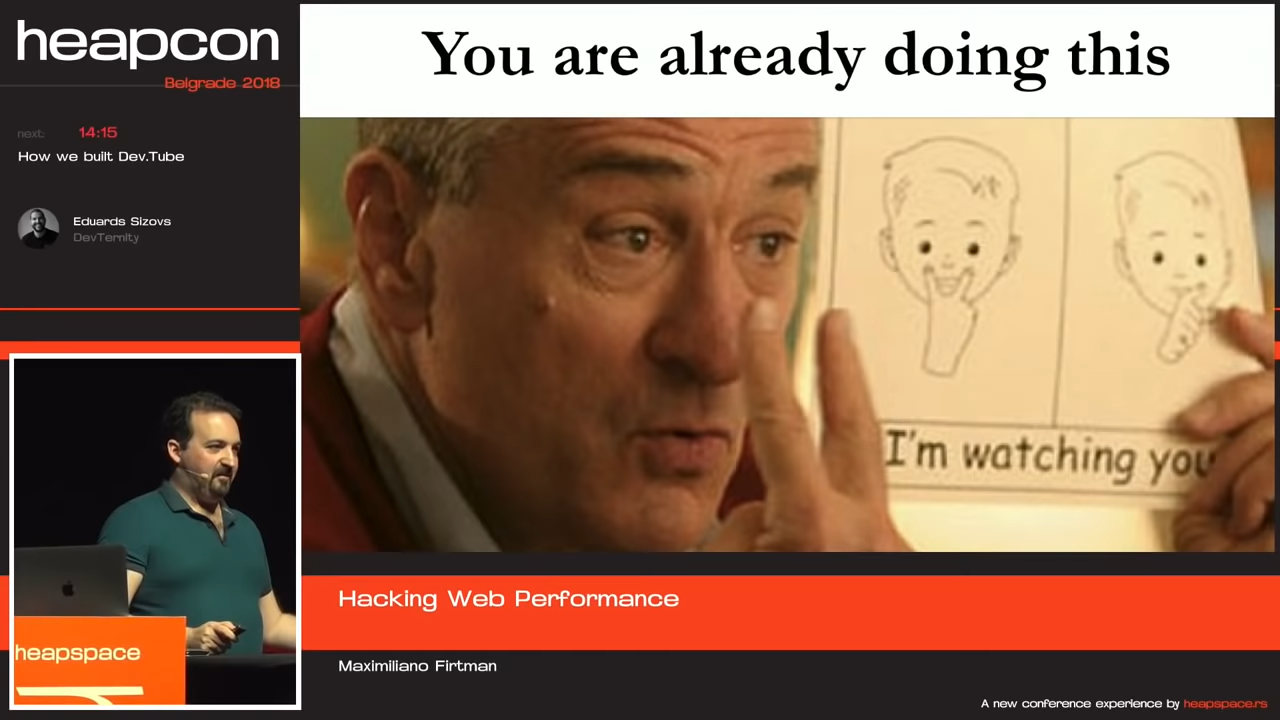 heapcon
Belgrade 2018
next: 14:15
How we built Dev.Tube
Eduards Sizovs
DevTernity
You are already doing this
I'm watching you
heapspace
Hacking Web Performance
Maximiliano Firtman
A new conference experience by heapspace.rs